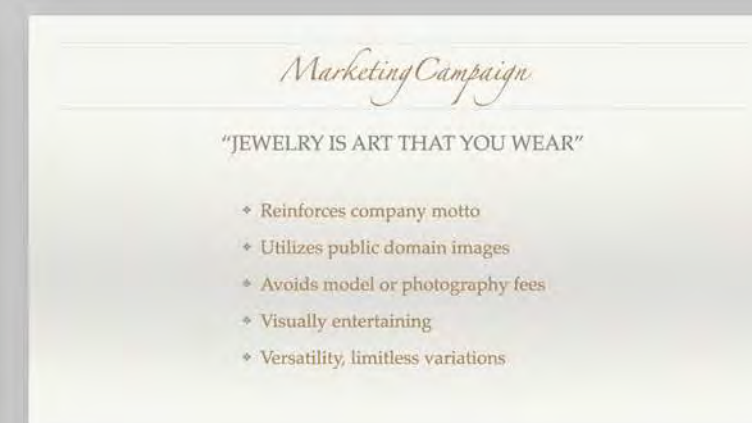 Marketing Campaign
“JEWELRY IS ART THAT YOU WEAR”
❖ Reinforces company motto
❖ Utilizes public domain images
❖ Avoids model or photography fees
❖ Visually entertaining
❖ Versatility, limitless variations